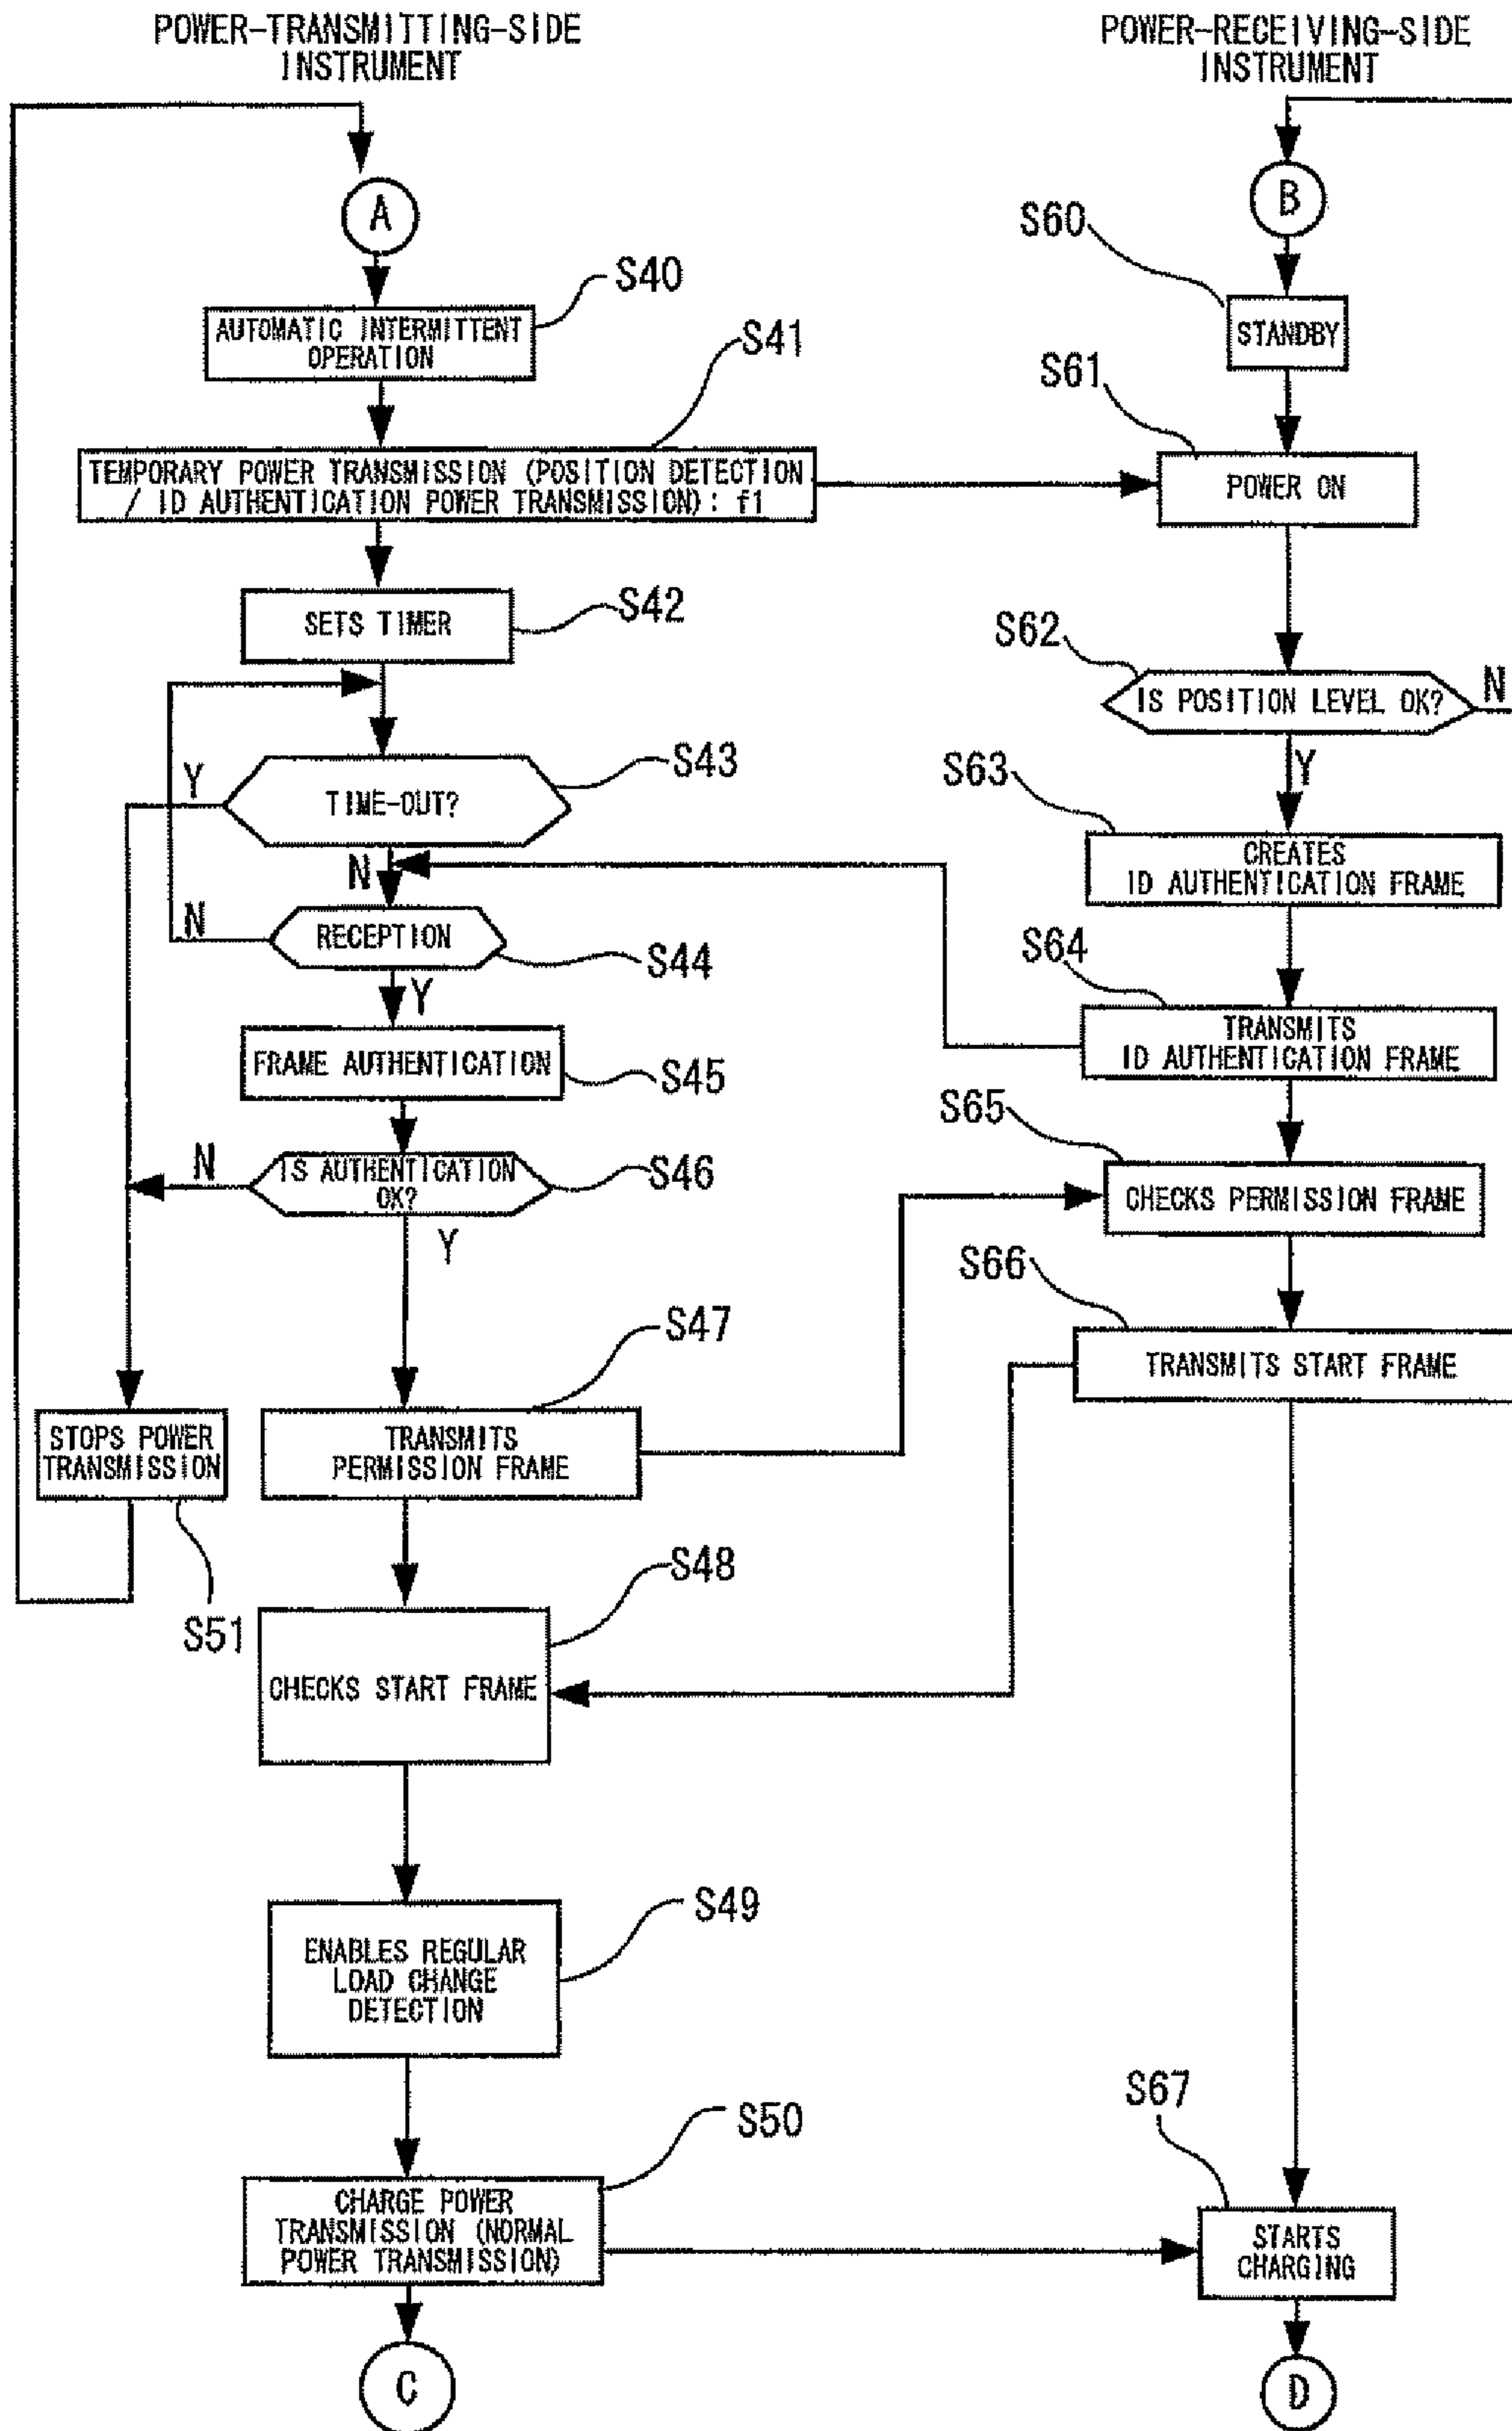 POWER-TRANSMITTING-SIDE
INSTRUMENT
POWER-RECEIVING-SIDE
INSTRUMENT
A
B
S60
S40
AUTOMATIC INTERMITTENT
OPERATION
STANDBY
S41
S61
TEMPORARY POWER TRANSMISSION (POSITION DETECTION
/ ID AUTHENTICATION POWER TRANSMISSION): f1
POWER ON
S42
SETS TIMER
S62
IS POSITION LEVEL OK?
N
Y
S43
Y
TIME-OUT?
N
S63
CREATES
ID AUTHENTICATION FRAME
N
RECEPTION
S44
Y
S64
TRANSMITS
ID AUTHENTICATION FRAME
FRAME AUTHENTICATION
S45
S65
N
IS AUTHENTICATION
OK?
S46
Y
CHECKS PERMISSION FRAME
S66
S47
TRANSMITS START FRAME
STOPS POWER
TRANSMISSION
TRANSMITS
PERMISSION FRAME
S51
S48
CHECKS START FRAME
S49
ENABLES REGULAR
LOAD CHANGE
DETECTION
S67
S50
CHARGE POWER
TRANSMISSION (NORMAL
POWER TRANSMISSION)
STARTS
CHARGING
C
D